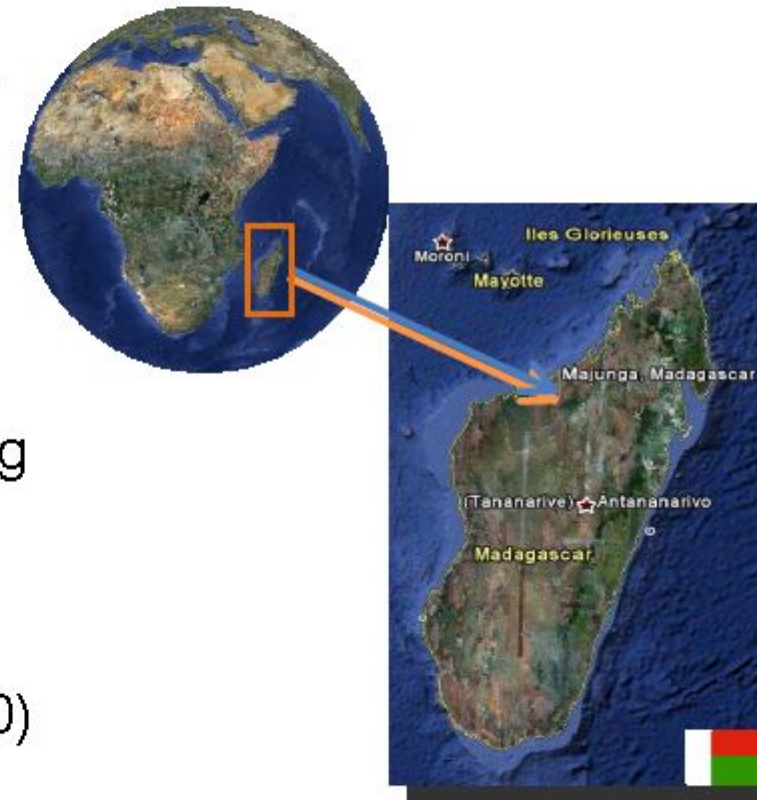 Iles Glorieuses
Moroni
Mayotte
Majunga, Madagascar
g
(Tananarive) Antananarivo
Madagascar
0)